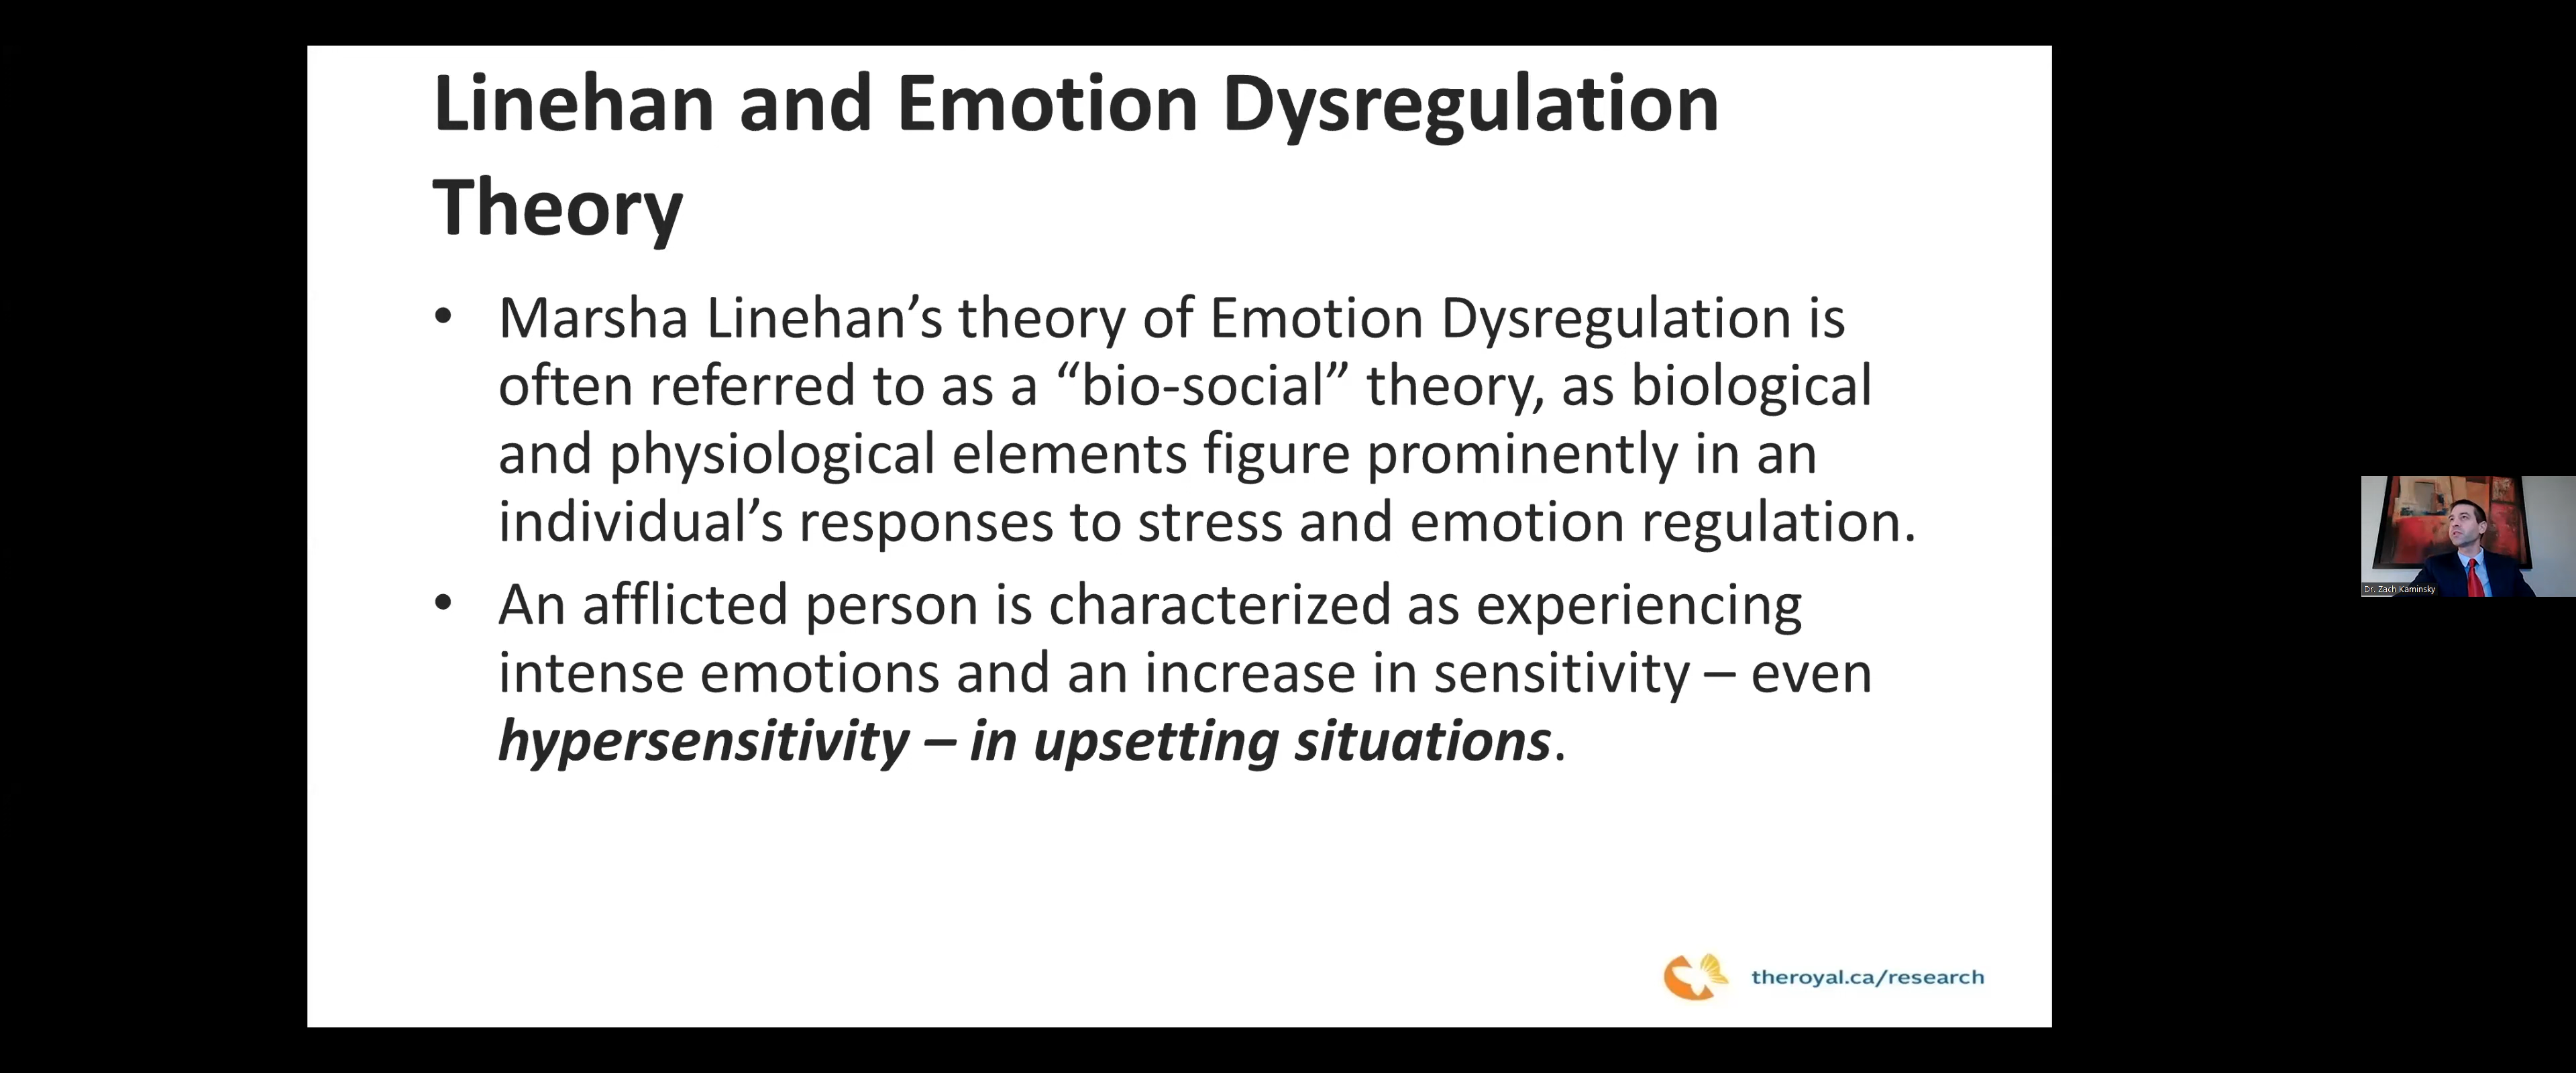 Linehan and Emotion Dysregulation
Theory
• Marsha Linehan’s theory of Emotion Dysregulation is
often referred to as a “bio-social” theory, as biological
and physiological elements figure prominently in an
individual’s responses to stress and emotion regulation.
• An afflicted person is characterized as experiencing
intense emotions and an increase in sensitivity – even
hypersensitivity – in upsetting situations.
theroyal.ca/research
Dr. Zach Kaminsky